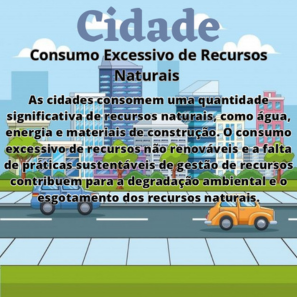 Cidade
Consumo Excessivo de Recursos
Naturais
As cidades consomem uma quantidade
significativa de recursos naturais, como água,
energia e materiais de construção. O consumo
excessivo de recursos não renováveis e a falta
de práticas sustentáveis de gestão de recursos
contribuem para a degradação ambiental e o
esgotamento dos recursos naturais.